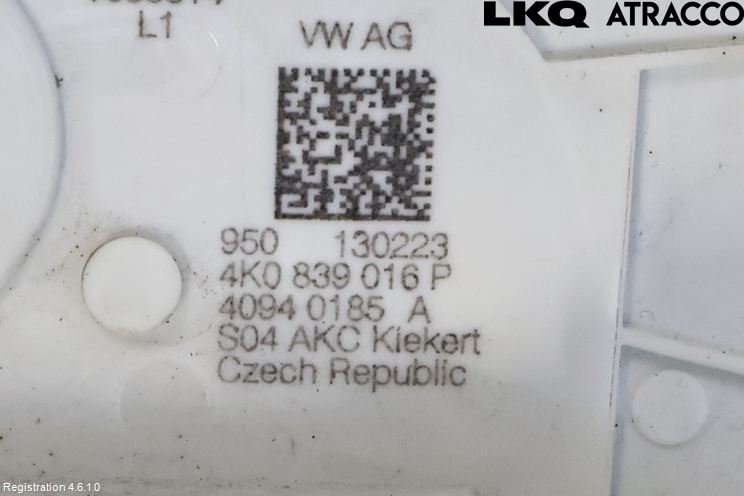 LKQ ATRACCO
L1
VW AG
950 130223
4K0 839 016 P
4094 0185 A
S04 AKC Kiekert
Czech Republic
Registration 4.6.1.0